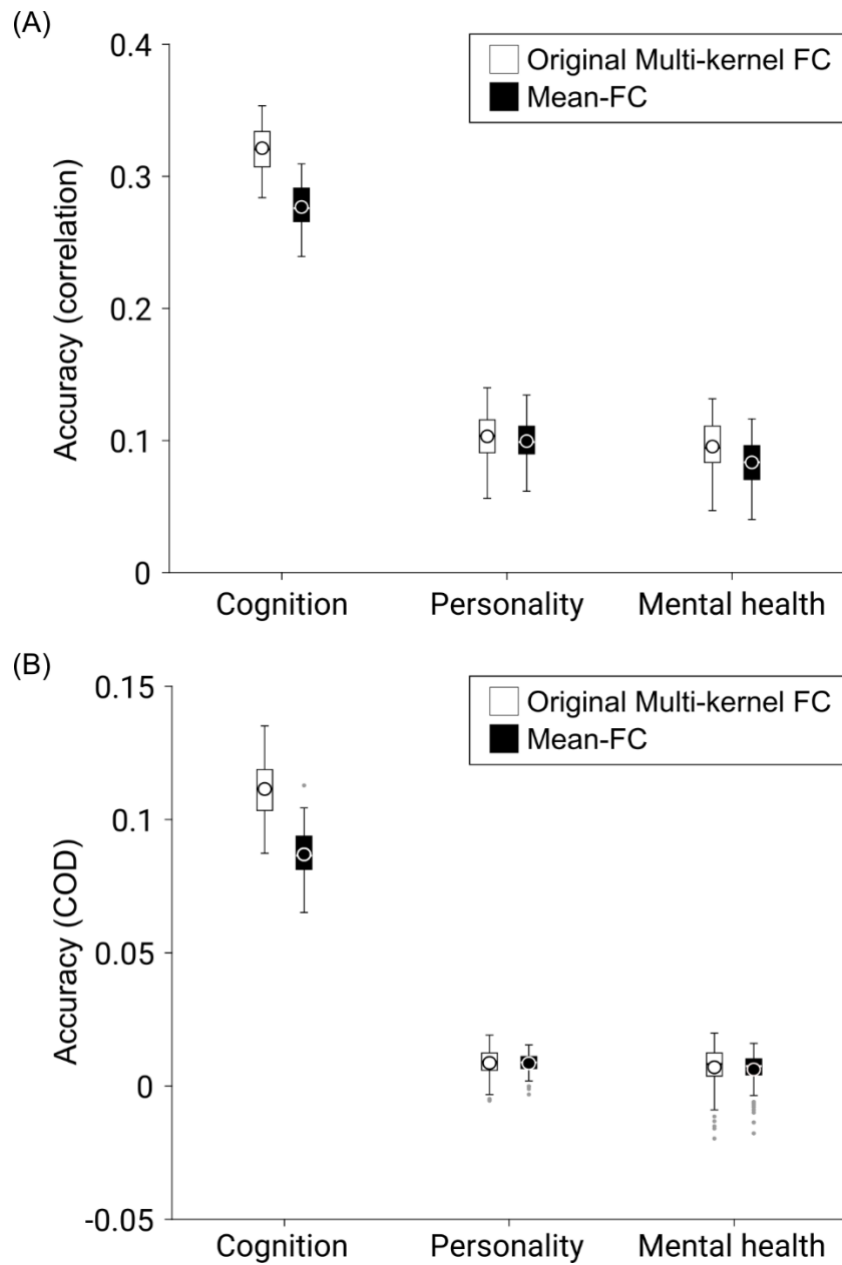 (A)
0.4
Original Multi-kernel FC
Mean-FC
0.3
0.2
0.1
0
Accuracy (correlation)
Cognition Personality Mental health
(B)
0.15
Original Multi-kernel FC
Mean-FC
0.1
0.05
0
-0.05
Accuracy (COD)
Cognition Personality Mental health